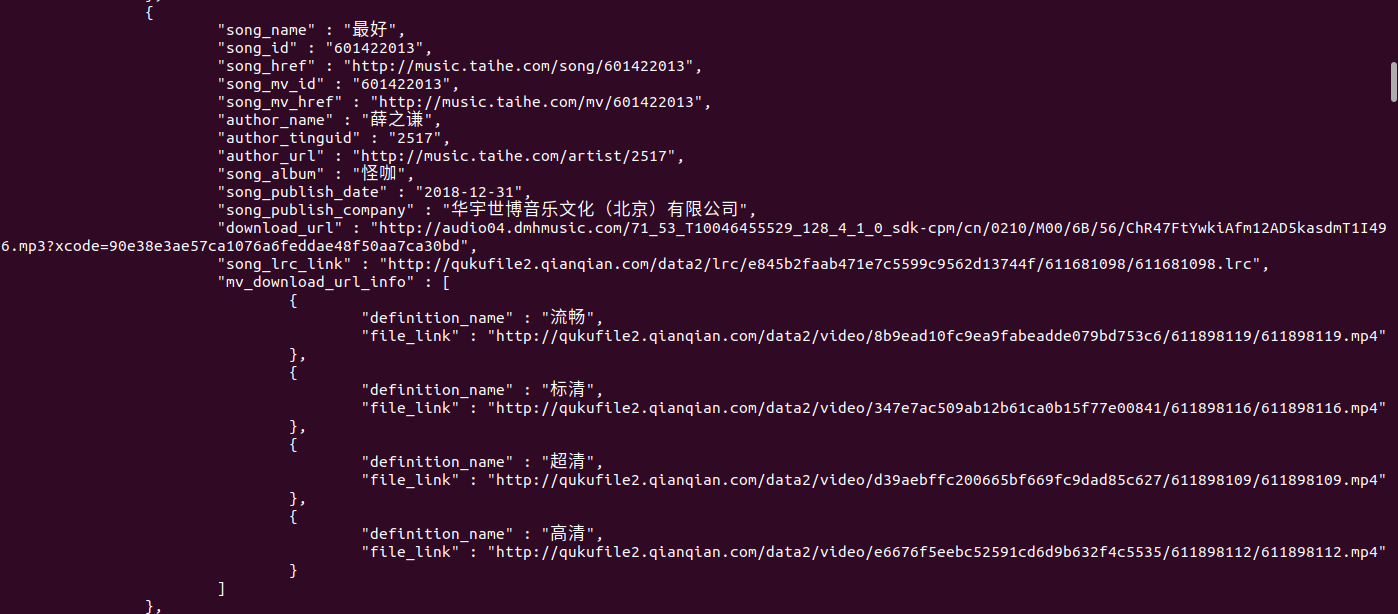 {
"song_name" : "最好",
"song_id" : "601422013",
"song_href" : "http://music.taihe.com/song/601422013",
"song_mv_id" : "601422013",
"song_mv_href" : "http://music.taihe.com/mv/601422013",
"author_name" : "薛之谦",
"author_tinguid" : "2517",
"author_url" : "http://music.taihe.com/artist/2517",
"song_album" : "怪咖",
"song_publish_date" : "2018-12-31",
"song_publish_company" : "华宇世博音乐文化（北京）有限公司",
"download_url" : "http://audio04.dmhmusic.com/71_53_T10046455529_128_4_1_0_sdk-cpm/cn/0210/M00/6B/56/ChR47FtYwkiAfm12AD5kasdmT1I49
6.mp3?xcode=90e38e3ae57ca1076a6feddae48f50aa7ca30bd",
"song_lrc_link" : "http://qukufile2.qianqian.com/data2/lrc/e845b2faab471e7c5599c9562d13744f/611681098/611681098.lrc",
"mv_download_url_info" : [
{
"definition_name" : "流畅",
"file_link" : "http://qukufile2.qianqian.com/data2/video/8b9ead10fc9ea9fabeadde079bd753c6/611898119/611898119.mp4"
},
{
"definition_name" : "标清",
"file_link" : "http://qukufile2.qianqian.com/data2/video/347e7ac509ab12b61ca0b15f77e00841/611898116/611898116.mp4"
},
{
"definition_name" : "超清",
"file_link" : "http://qukufile2.qianqian.com/data2/video/d39aebffc200665bf669fc9dad85c627/611898109/611898109.mp4"
},
{
"definition_name" : "高清",
"file_link" : "http://qukufile2.qianqian.com/data2/video/e6676f5eebc52591cd6d9b632f4c5535/611898112/611898112.mp4"
}
]
},